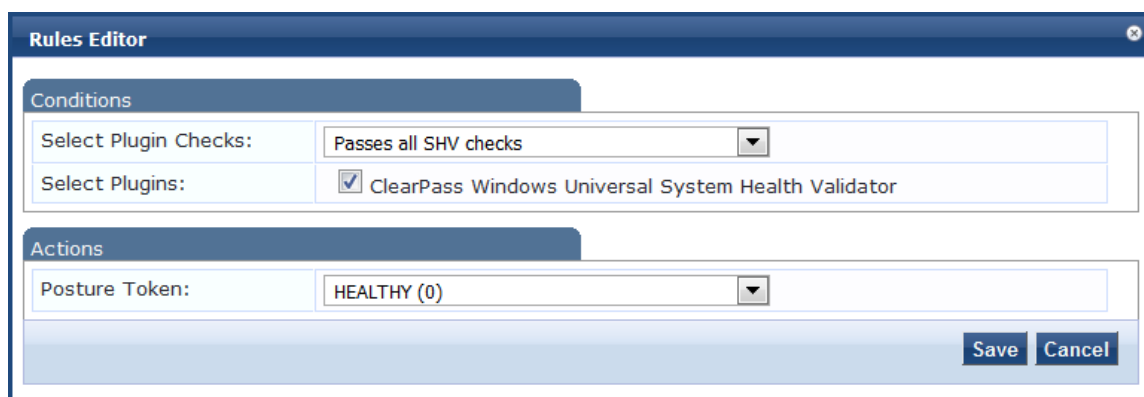 Rules Editor
Conditions
Select Plugin Checks: Passes all SHV checks
Select Plugins: ClearPass Windows Universal System Health Validator
Actions
Posture Token: HEALTHY (0)
Save Cancel